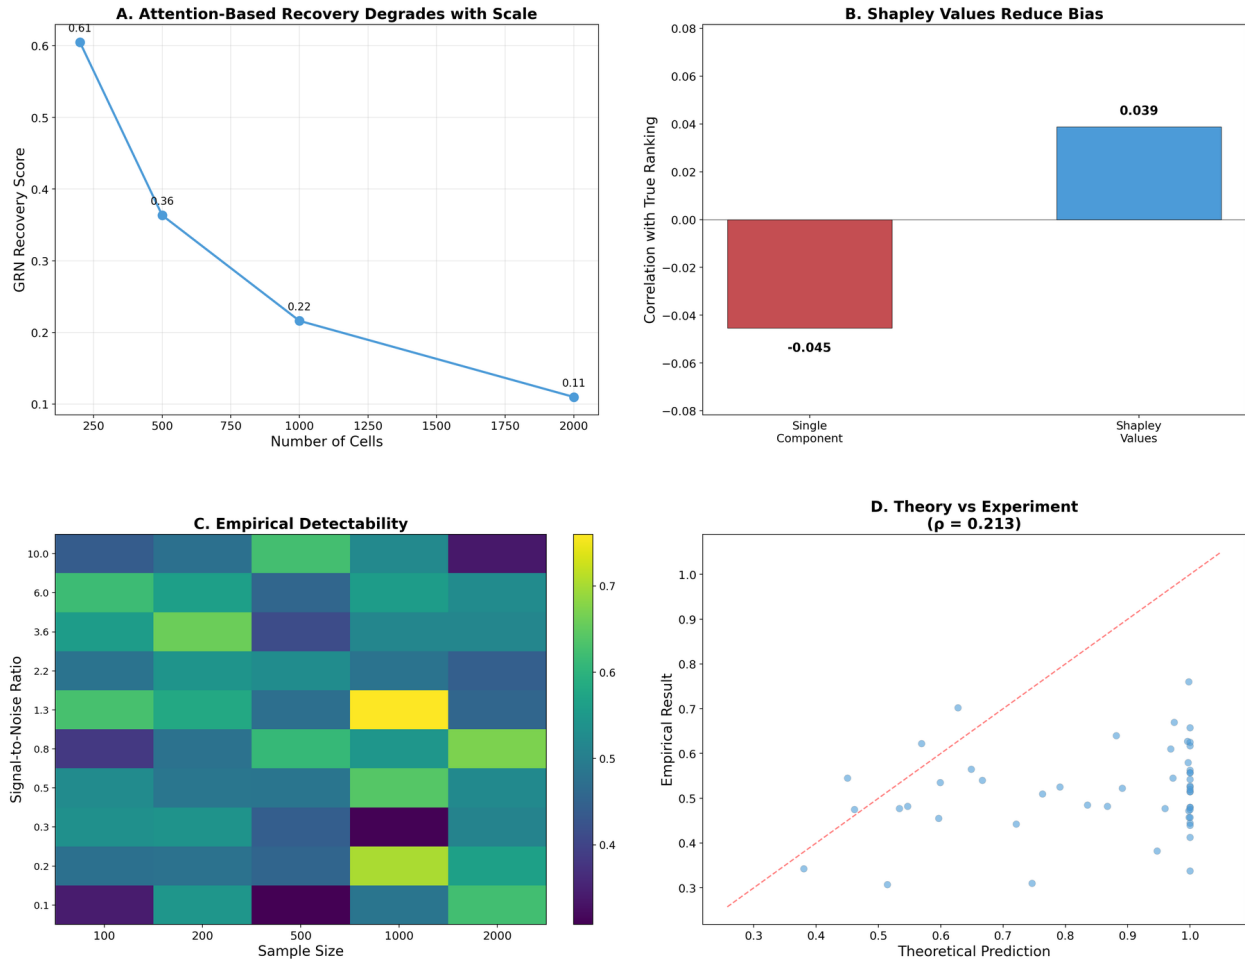 A. Attention-Based Recovery Degrades with Scale
0.61
0.36
0.22
0.11
0.6
0.5
0.4
0.3
0.2
0.1
GRN Recovery Score
250 500 750 1000 1250 1500 1750 2000
Number of Cells
B. Shapley Values Reduce Bias
0.08
0.06
0.04
0.02
0.00
−0.02
−0.04
−0.06
−0.08
Correlation with True Ranking
0.039
-0.045
Single
Component
Shapley
Values
C. Empirical Detectability
10.0
6.0
3.6
2.2
1.3
0.8
0.5
0.3
0.2
0.1
Signal-to-Noise Ratio
100 200 500 1000 2000
Sample Size
0.7
0.6
0.5
0.4
D. Theory vs Experiment
(ρ = 0.213)
1.0
0.9
0.8
0.7
0.6
0.5
0.4
0.3
Empirical Result
0.3 0.4 0.5 0.6 0.7 0.8 0.9 1.0
Theoretical Prediction